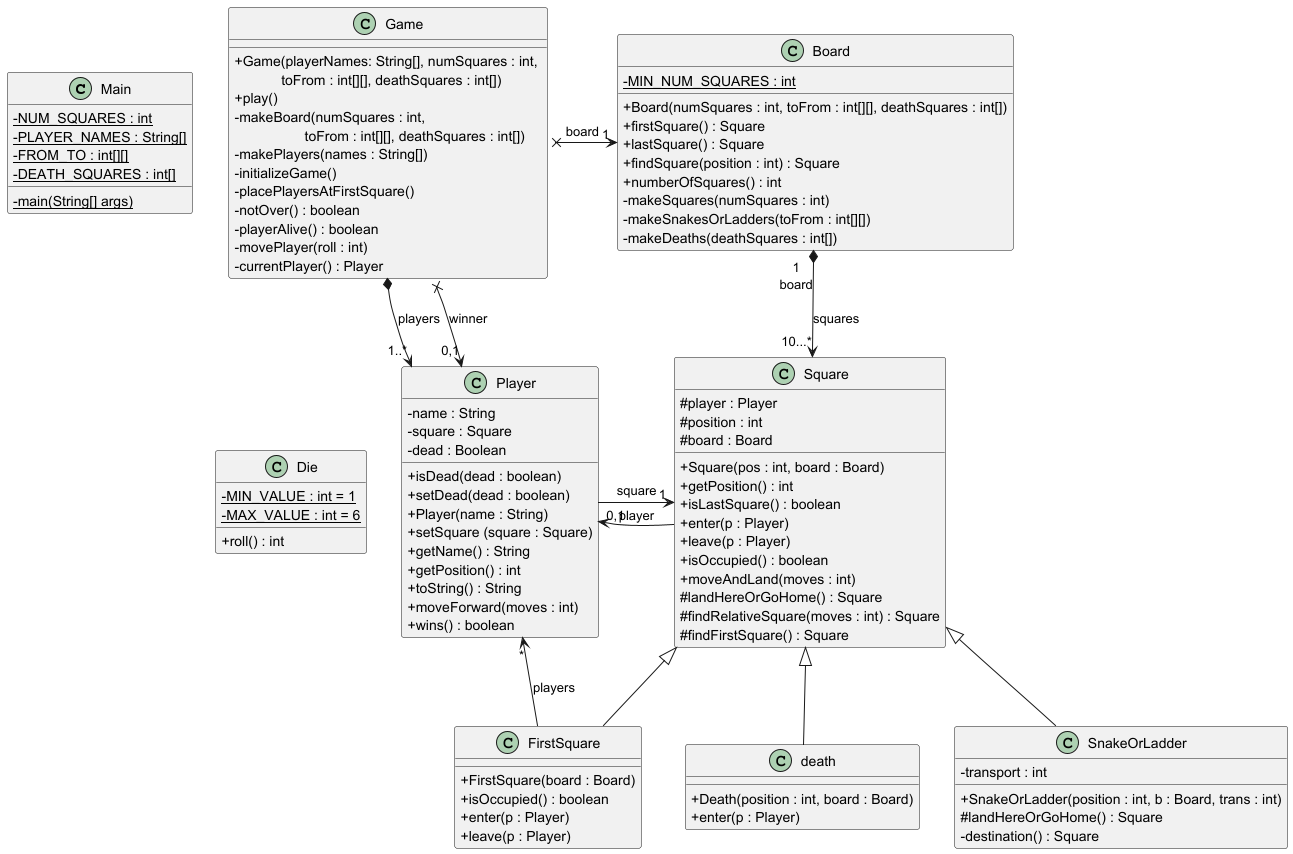 C Main
-NUM_SQUARES : int
-PLAYER_NAMES : String[]
-FROM_TO : int[][]
-DEATH_SQUARES : int[]
-main(String[] args)
C Game
+Game(playerNames: String[], numSquares : int,
toFrom : int[][], deathSquares : int[])
+play()
-makeBoard(numSquares : int,
toFrom : int[][], deathSquares : int[])
-makePlayers(names : String[])
-initializeGame()
-placePlayersAtFirstSquare()
-notOver() : boolean
-playerAlive() : boolean
-movePlayer(roll : int)
-currentPlayer() : Player
board 1
C Board
-MIN_NUM_SQUARES : int
+Board(numSquares : int, toFrom : int[][], deathSquares : int[])
+firstSquare() : Square
+lastSquare() : Square
+findSquare(position : int) : Square
+numberOfSquares() : int
-makeSquares(numSquares : int)
-makeSnakesOrLadders(toFrom : int[][])
-makeDeaths(deathSquares : int[])
players
1..*
winner
0,1
1
board
squares
10...*
C Die
-MIN_VALUE : int = 1
-MAX_VALUE : int = 6
+roll() : int
C Player
-name : String
-square : Square
-dead : Boolean
+isDead(dead : boolean)
+setDead(dead : boolean)
+Player(name : String)
+setSquare (square : Square)
+getName() : String
+getPosition() : int
+toString() : String
+moveForward(moves : int)
+wins() : boolean
square 1
0,1 player
C Square
#player : Player
#position : int
#board : Board
+Square(pos : int, board : Board)
+getPosition() : int
+isLastSquare() : boolean
+enter(p : Player)
+leave(p : Player)
+isOccupied() : boolean
+moveAndLand(moves : int)
#landHereOrGoHome() : Square
#findRelativeSquare(moves : int) : Square
#findFirstSquare() : Square
*
players
C FirstSquare
+FirstSquare(board : Board)
+isOccupied() : boolean
+enter(p : Player)
+leave(p : Player)
C death
+Death(position : int, board : Board)
+enter(p : Player)
C SnakeOrLadder
-transport : int
+SnakeOrLadder(position : int, b : Board, trans : int)
#landHereOrGoHome() : Square
-destination() : Square